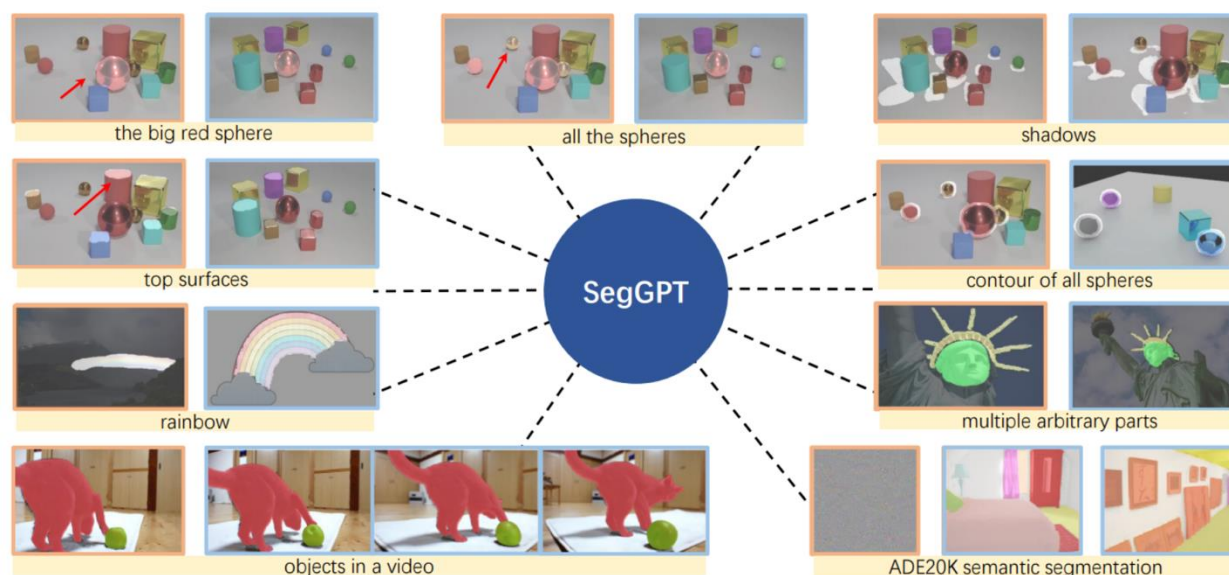 the big red sphere
all the spheres
shadows
top surfaces
SegGPT
contour of all spheres
rainbow
multiple arbitrary parts
objects in a video
ADE20K semantic segmentation